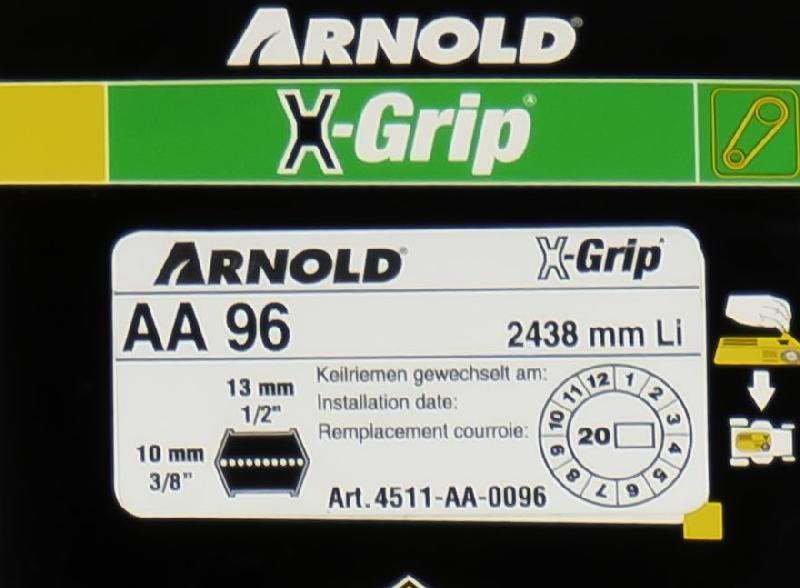 ARNOLD®
X-Grip®
ARNOLD®
X-Grip
AA 96
2438 mm Li
13 mm
1/2"
10 mm
3/8"
Keilriemen gewechselt am:
Installation date:
Remplacement courroie:
Art. 4511-AA-0096
12 1 2 3 4 5 6 7 8 9 10 11
20